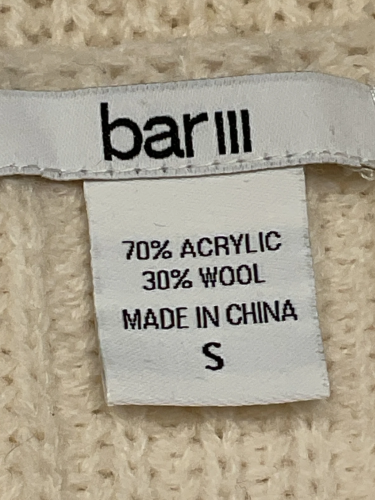 bar III
70% ACRYLIC
30% WOOL
MADE IN CHINA
S